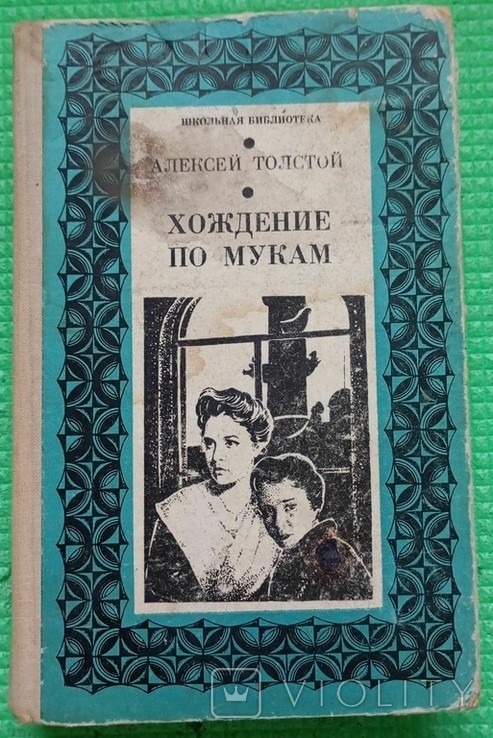 ШКОЛЬНАЯ БИБЛИОТЕКА
АЛЕКСЕЙ ТОЛСТОЙ
ХОЖДЕНИЕ
ПО МУКАМ
VIOLITY